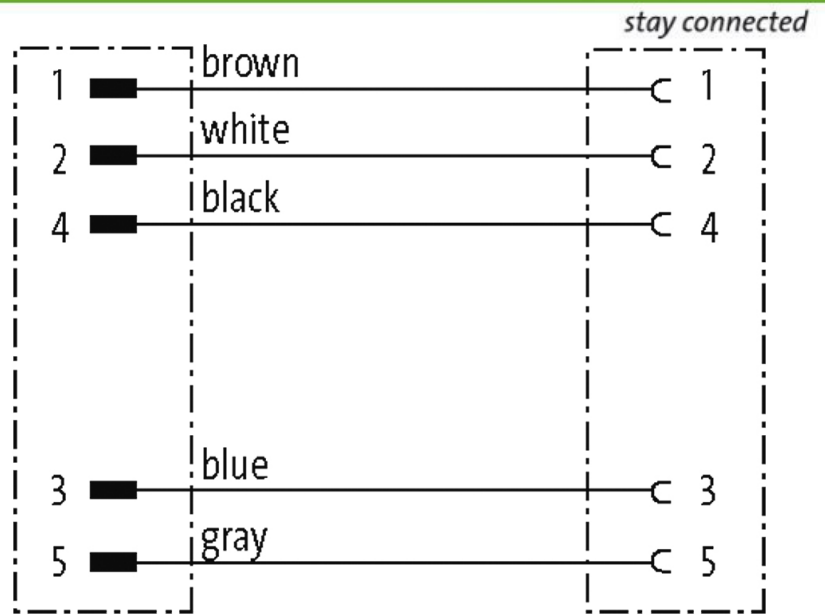 stay connected
1 brown 1
2 white 2
4 black 4
3 blue 3
5 gray 5